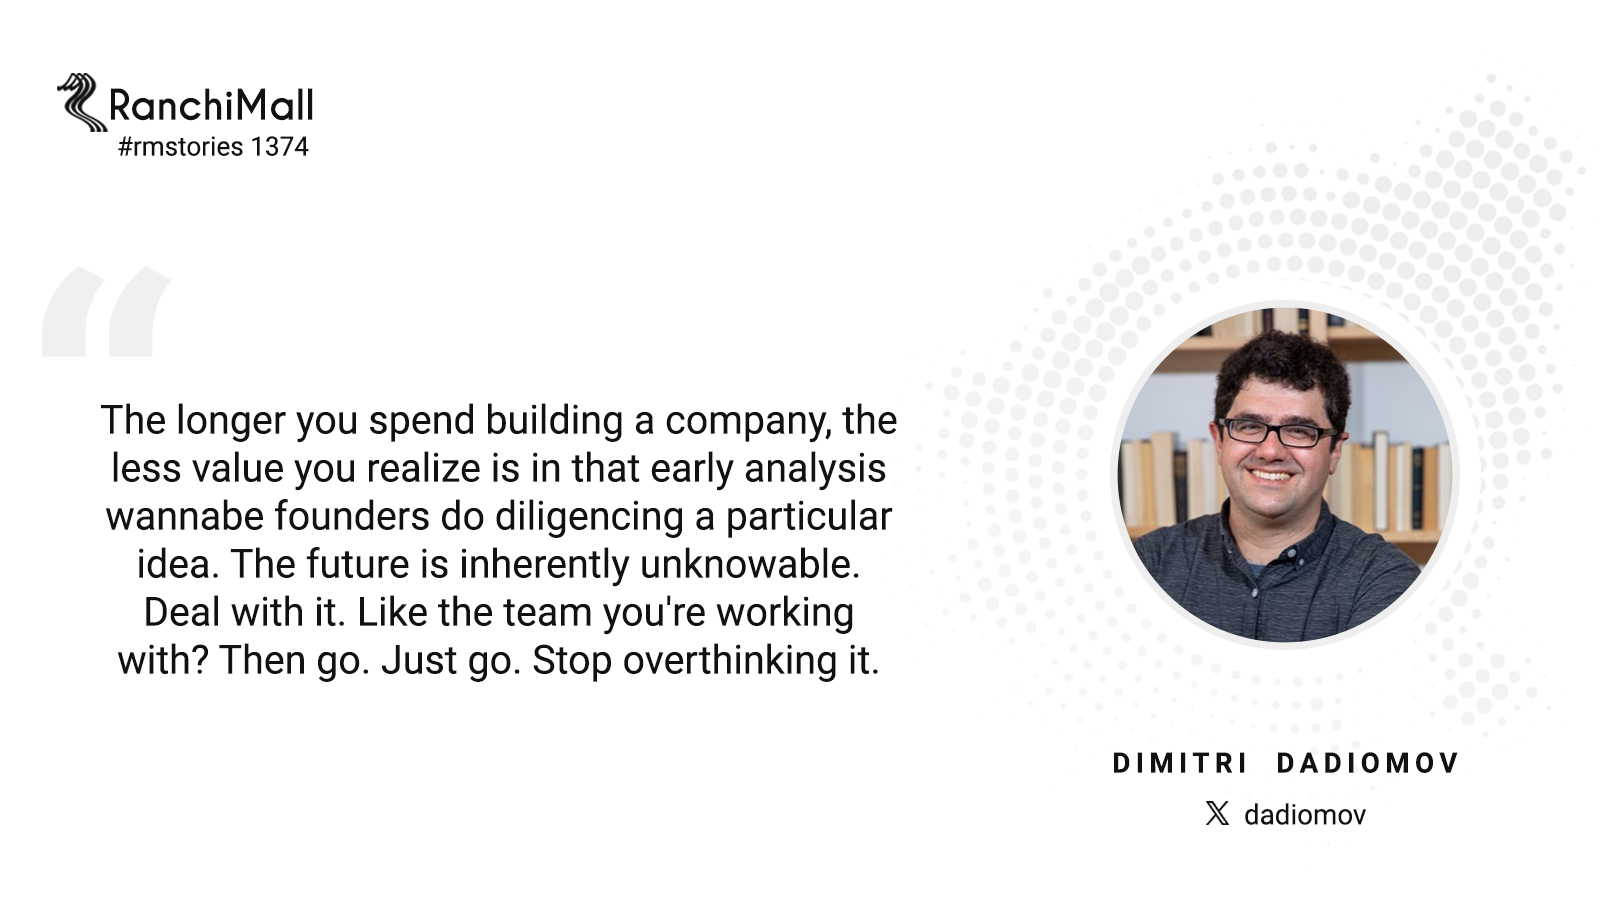 RanchiMall
#rmstories 1374
“
The longer you spend building a company, the
less value you realize is in that early analysis
wannabe founders do diligencing a particular
idea. The future is inherently unknowable.
Deal with it. Like the team you're working
with? Then go. Just go. Stop overthinking it.
DIMITRI DADIOMOV
𝕏 dadiomov